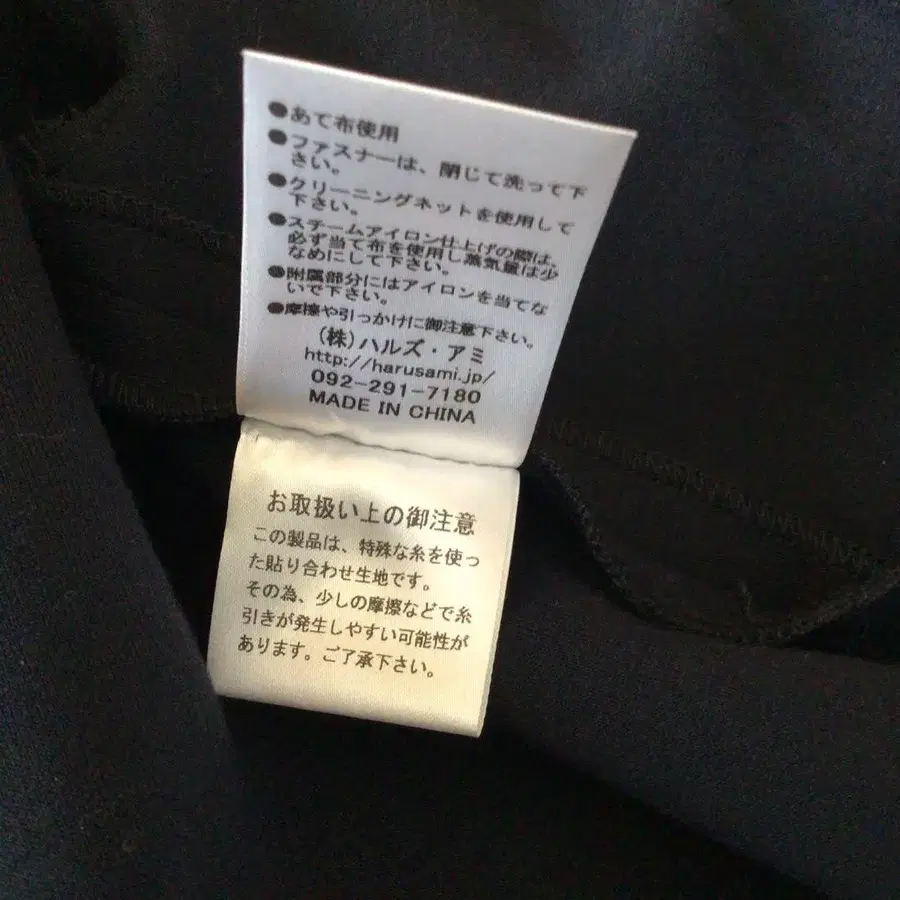 ●あて布使用
●ファスナーは、閉じて洗って下
さい。
●クリーニングネットを使用して
下さい。
●スチームアイロン仕上げの際は、
必ず当て布を使用し蒸気量は少
なめにして下さい。
●附属部分にはアイロンを当てな
いで下さい。
●摩擦や引っかけに御注意下さい。
(株)ハルズ・アミ
http://harusami.jp/
092-291-7180
MADE IN CHINA
お取扱い上の御注意
この製品は、特殊な糸を使っ
た貼り合わせ生地です。
その為、少しの摩擦などで糸
引きが発生しやすい可能性が
あります。ご了承下さい。